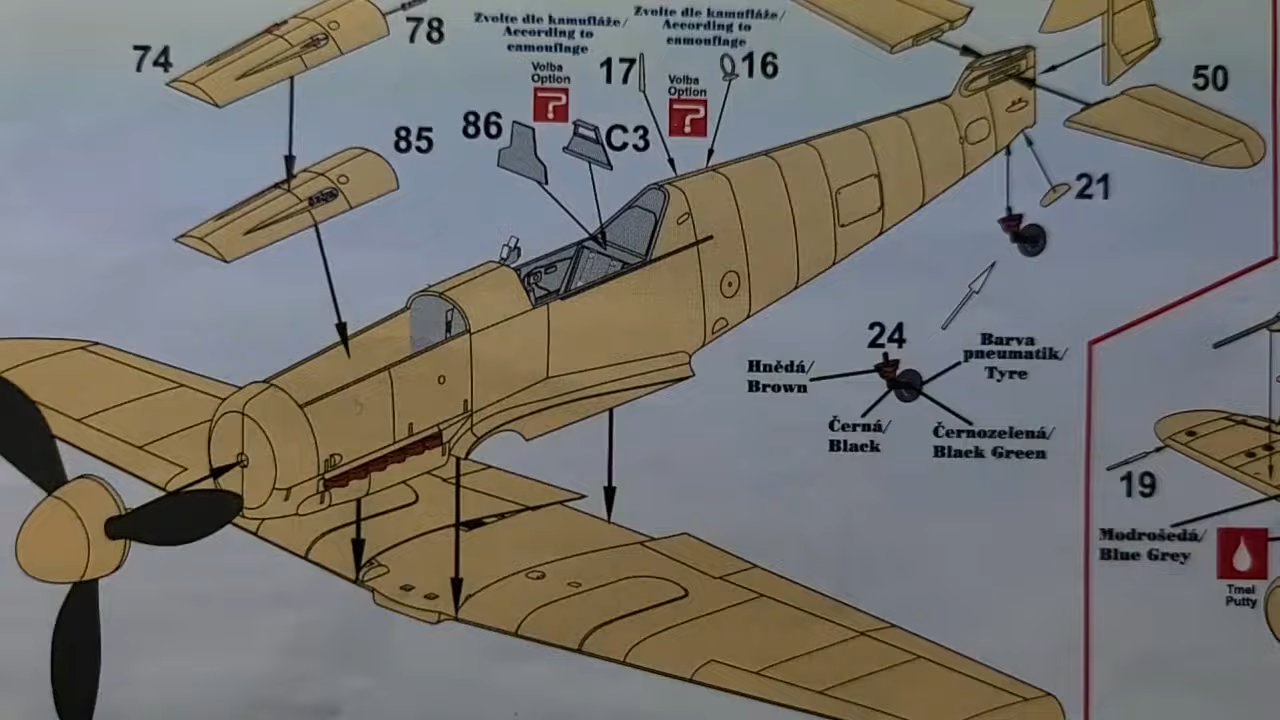 74
78
Zvolte dle kamufláže/
According to
camouflage
Zvolte dle kamufláže/
According to
camouflage
Volba
Option
17
Volba
Option
16
50
86
C3
85
21
24
Hnědá/
Brown
Barva
pneumatik/
Tyre
Černá/
Black
Černozelená/
Black Green
19
Modrošedá/
Blue Grey
Tmel
Putty